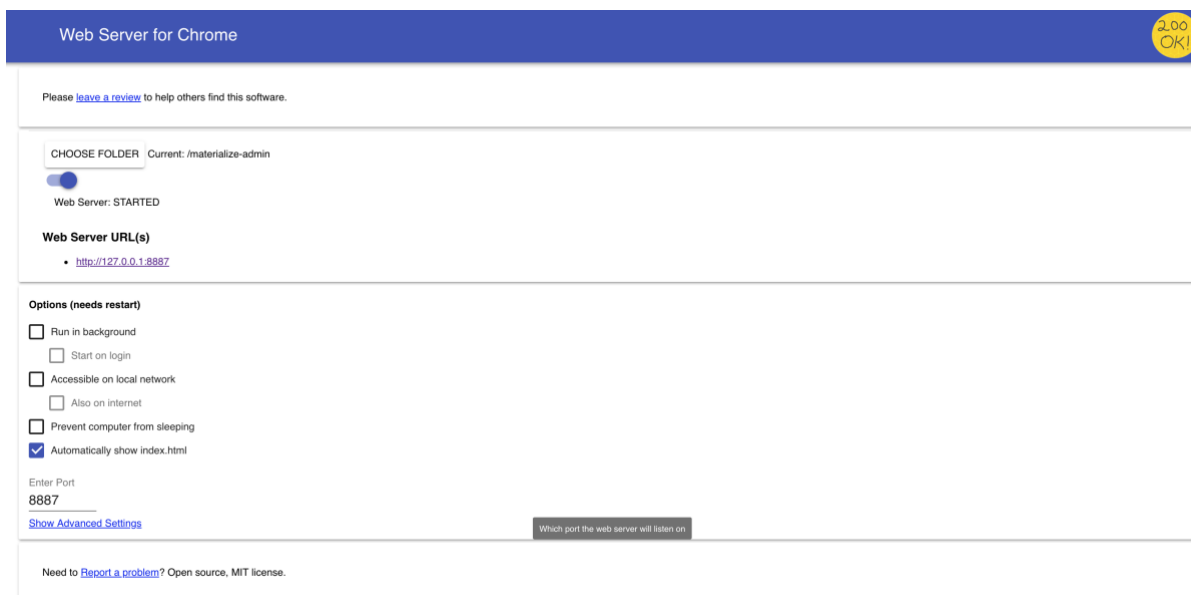 Web Server for Chrome
200
OK!
Please leave a review to help others find this software.
CHOOSE FOLDER Current: /materialize-admin
Web Server: STARTED
Web Server URL(s)
• http://127.0.0.1:8887
Options (needs restart)
Run in background
Start on login
Accessible on local network
Also on internet
Prevent computer from sleeping
Automatically show index.html
Enter Port
8887
Show Advanced Settings
Which port the web server will listen on
Need to Report a problem? Open source, MIT license.